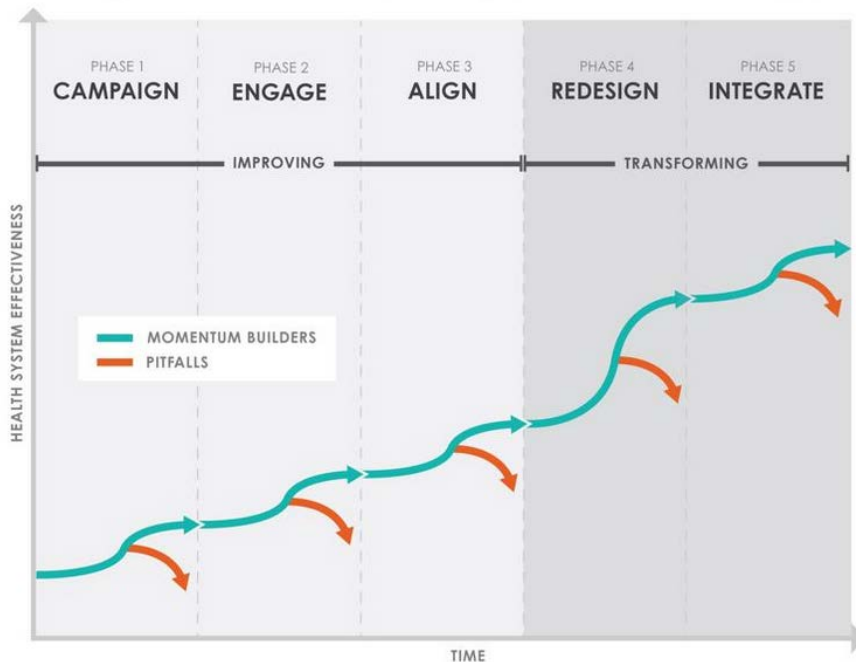 PHASE 1
CAMPAIGN
PHASE 2
ENGAGE
PHASE 3
ALIGN
PHASE 4
REDESIGN
PHASE 5
INTEGRATE
IMPROVING
TRANSFORMING
HEALTH SYSTEM EFFECTIVENESS
MOMENTUM BUILDERS
PITFALLS
TIME